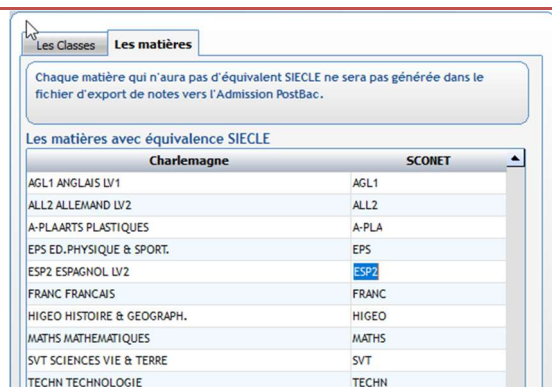 Les Classes Les matières
Chaque matière qui n'aura pas d'équivalent SIECLE ne sera pas générée dans le
fichier d'export de notes vers l'Admission PostBac.
Les matières avec équivalence SIECLE
Charlemagne SCONET
AGL1 ANGLAIS LV1 AGL1
ALL2 ALLEMAND LV2 ALL2
A-PLAARTS PLASTIQUES A-PLA
EPS ED.PHYSIQUE & SPORT. EPS
ESP2 ESPAGNOL LV2 ESP2
FRANC FRANCAIS FRANC
HIGEO HISTOIRE & GEOGRAPH. HIGEO
MATHS MATHEMATIQUES MATHS
SVT SCIENCES VIE & TERRE SVT
TECHN TECHNOLOGIE TECHN